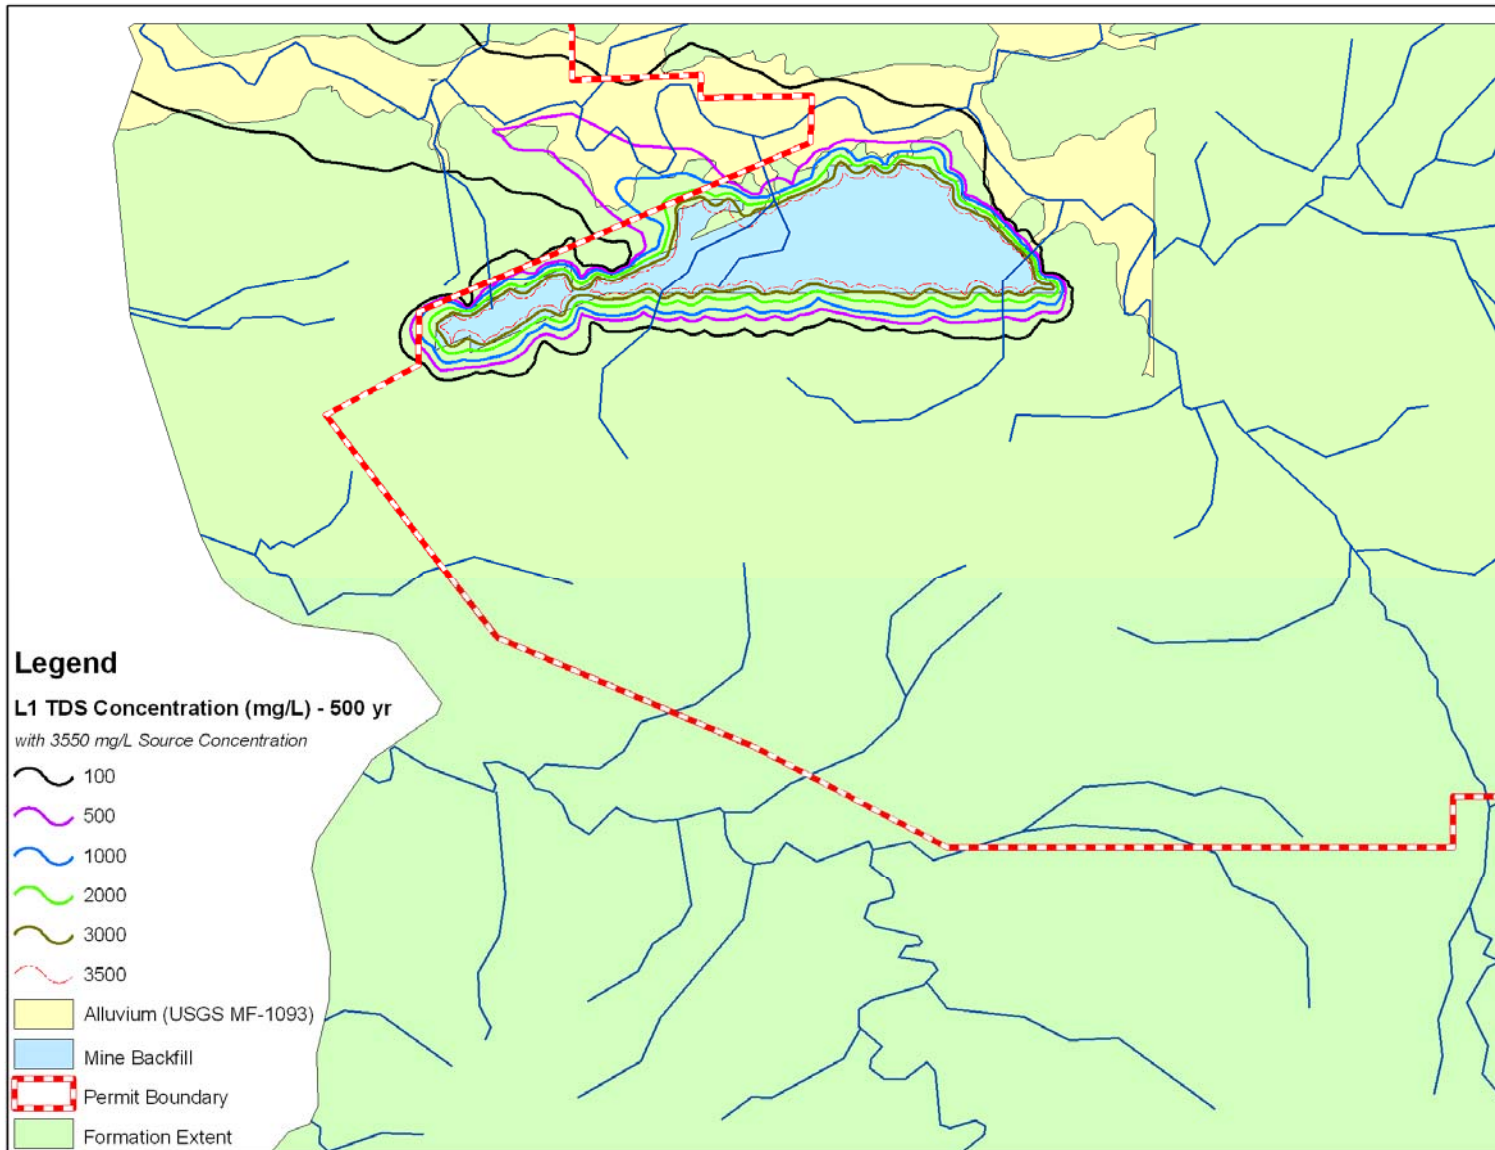 Legend
L1 TDS Concentration (mg/L) - 500 yr
with 3550 mg/L Source Concentration
100
500
1000
2000
3000
3500
Alluvium (USGS MF-1093)
Mine Backfill
Permit Boundary
Formation Extent